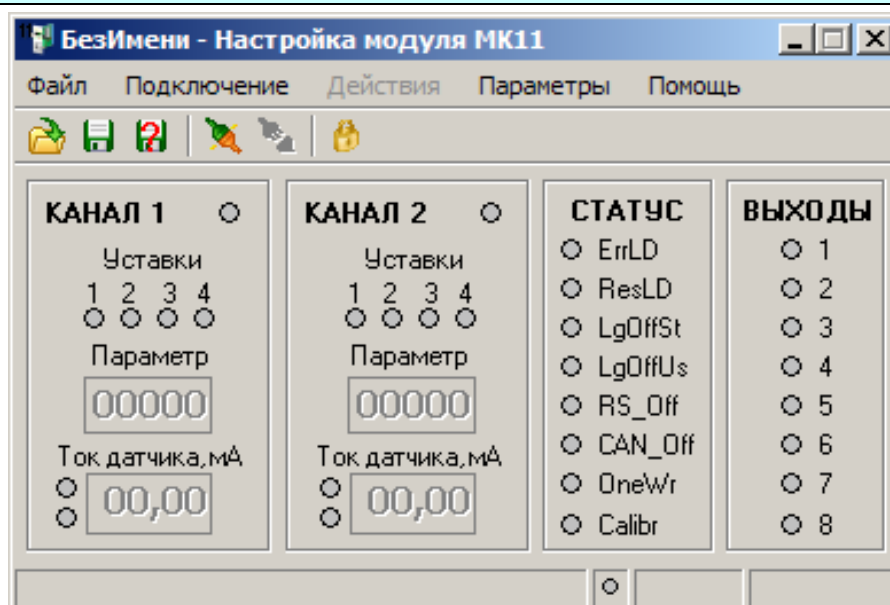 БезИмени - Настройка модуля МК11
Файл Подключение Действия Параметры Помощь
КАНАЛ 1
Уставки
1 2 3 4
Параметр
00000
Ток датчика,мА
00,00
КАНАЛ 2
Уставки
1 2 3 4
Параметр
00000
Ток датчика,мА
00,00
СТАТУС
ErrLD
ResLD
LgOffSt
LgOffUs
RS_Off
CAN_Off
OneWr
Calibr
ВЫХОДЫ
1
2
3
4
5
6
7
8